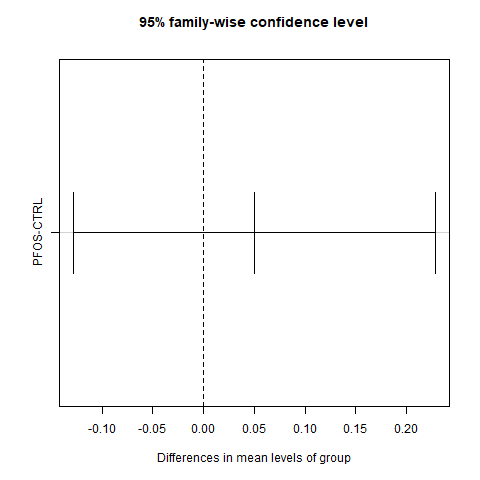 95% family-wise confidence level
PFOS-CTRL
-0.10 -0.05 0.00 0.05 0.10 0.15 0.20
Differences in mean levels of group